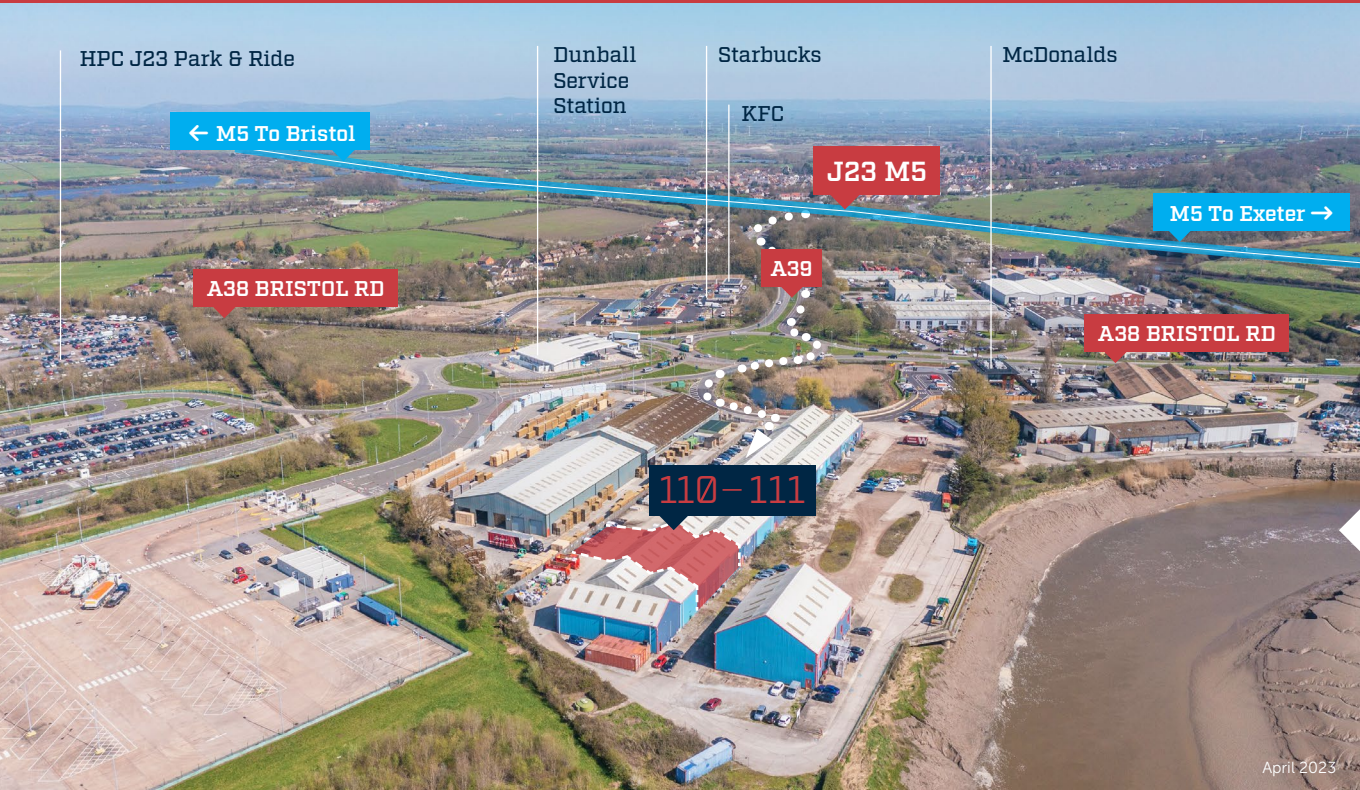 HPC J23 Park & Ride
Dunball
Service
Station
Starbucks
KFC
McDonalds
← M5 To Bristol
J23 M5
M5 To Exeter →
A39
A38 BRISTOL RD
A38 BRISTOL RD
110–111
April 2023